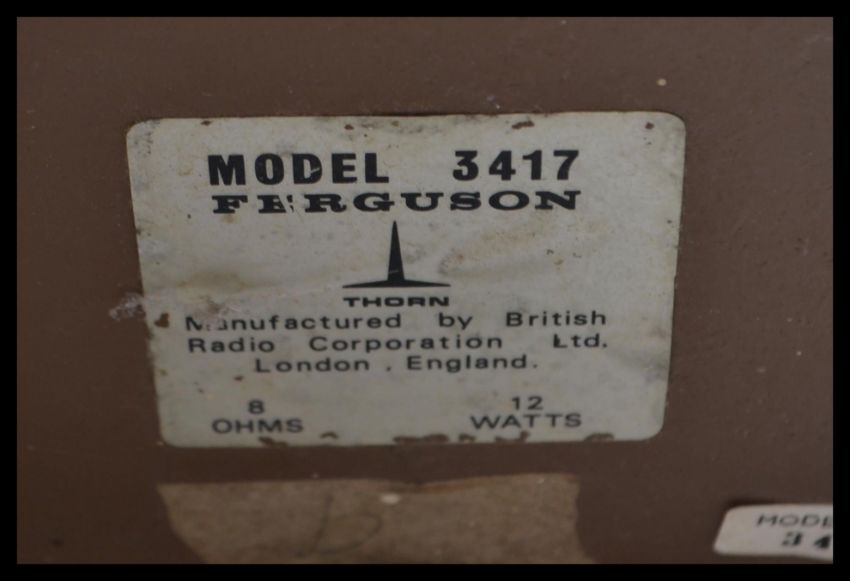 MODEL 3417
FERGUSON
THORN
Manufactured by British
Radio Corporation Ltd.
London , England.
8 12
OHMS WATTS